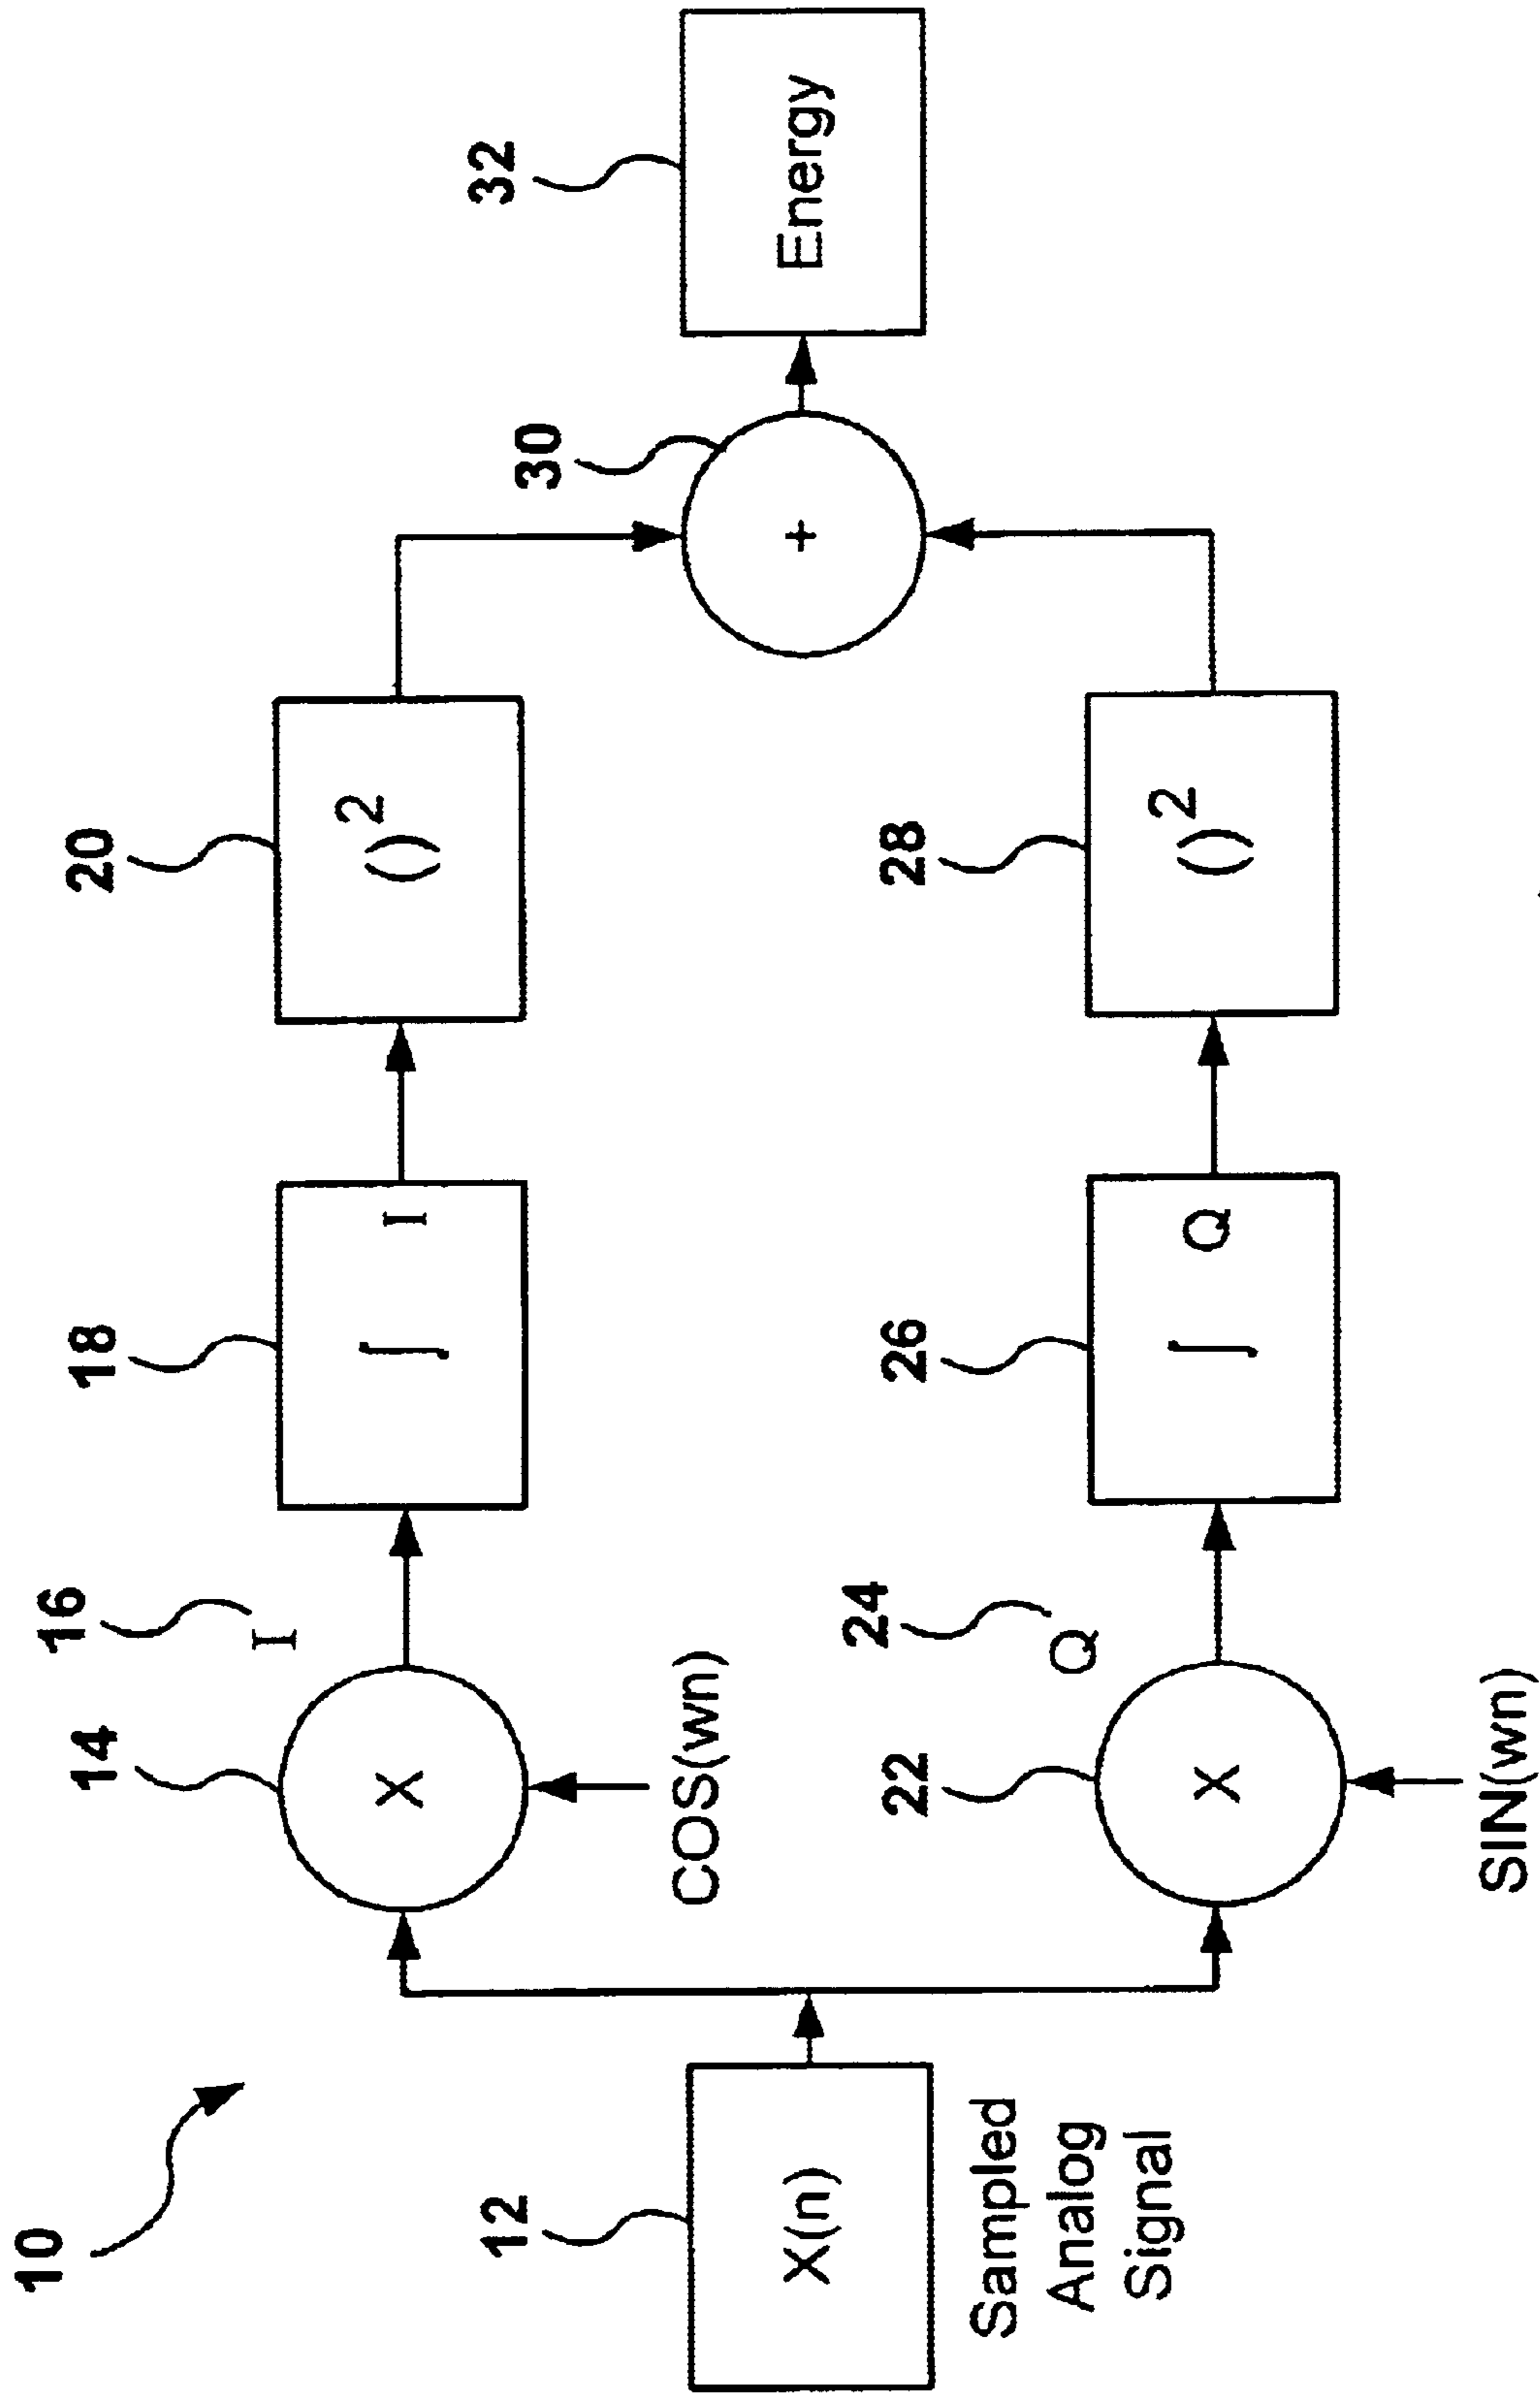 10
12
X(n)
Sampled
Analog
Signal
14
X
COS(wn)
16
I
18
∫ I
20
()²
22
X
SIN(wn)
24
Q
26
∫ Q
28
()²
30
+
32
Energy